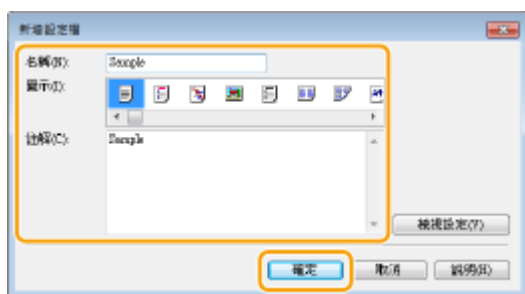 新增設定檔
名稱(N): Sample
圖示(I):
註解(C): Sample
檢視設定(V)
確定 取消 說明(H)